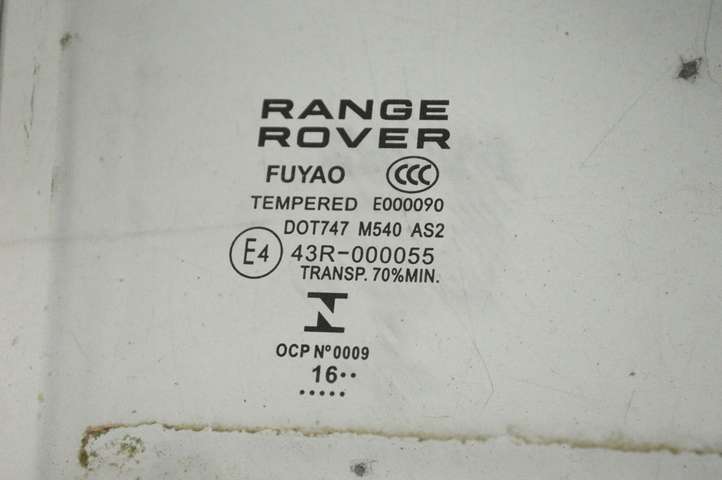 RANGE
ROVER
FUYAO CCC
TEMPERED E000090
DOT747 M540 AS2
E4 43R-000055
TRANSP. 70%MIN.
OCP Nº0009
16··
·····